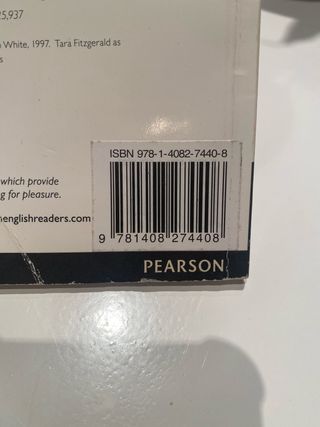 25,937
White, 1997. Tara Fitzgerald as
ISBN 978-1-4082-7440-8
which provide
g for pleasure.
englishreaders.com
9 781408 274408
PEARSON